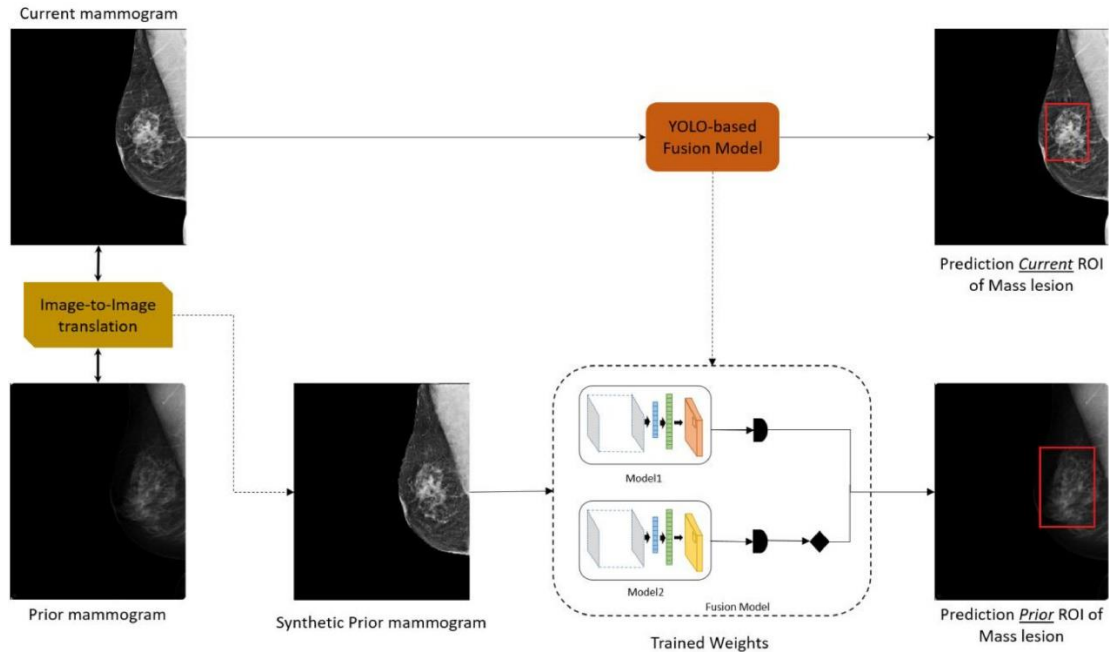 Current mammogram
YOLO-based
Fusion Model
Prediction Current ROI
of Mass lesion
Image-to-Image
translation
Model1
Model2
Fusion Model
Prior mammogram
Synthetic Prior mammogram
Trained Weights
Prediction Prior ROI of
Mass lesion